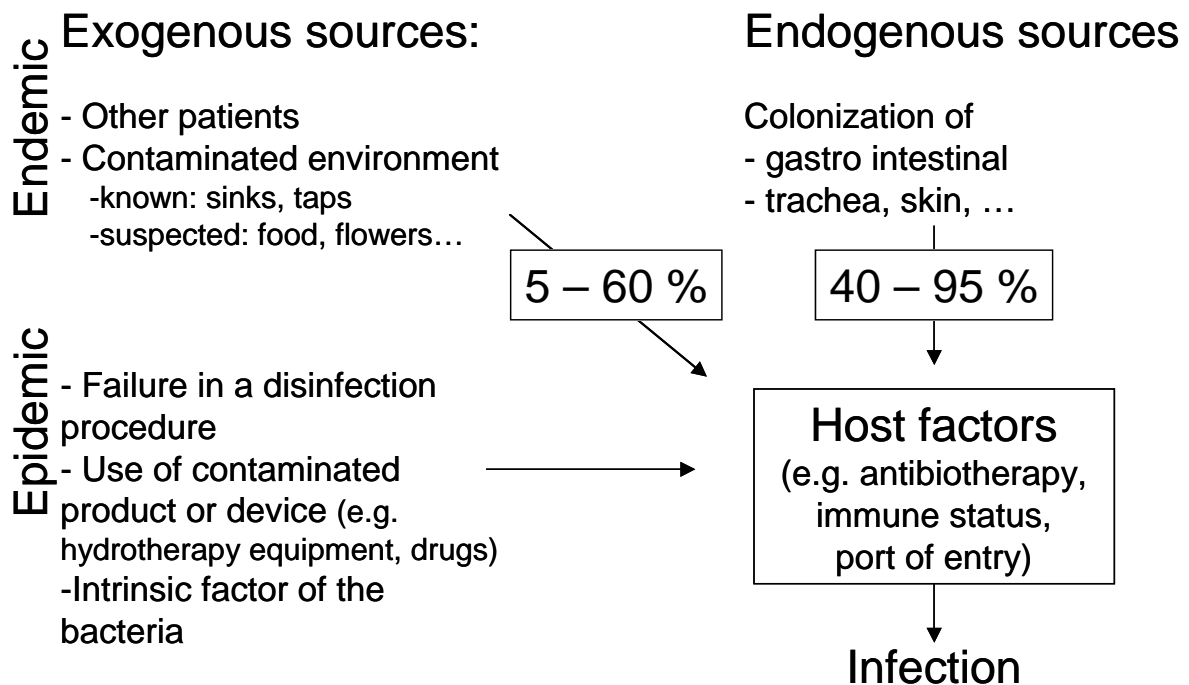 Endemic
Exogenous sources:
- Other patients
- Contaminated environment
-known: sinks, taps
-suspected: food, flowers…
5 – 60 %
Endogenous sources
Colonization of
- gastro intestinal
- trachea, skin, …
40 – 95 %
Epidemic
- Failure in a disinfection
procedure
- Use of contaminated
product or device (e.g.
hydrotherapy equipment, drugs)
-Intrinsic factor of the
bacteria
Host factors
(e.g. antibiotherapy,
immune status,
port of entry)
Infection